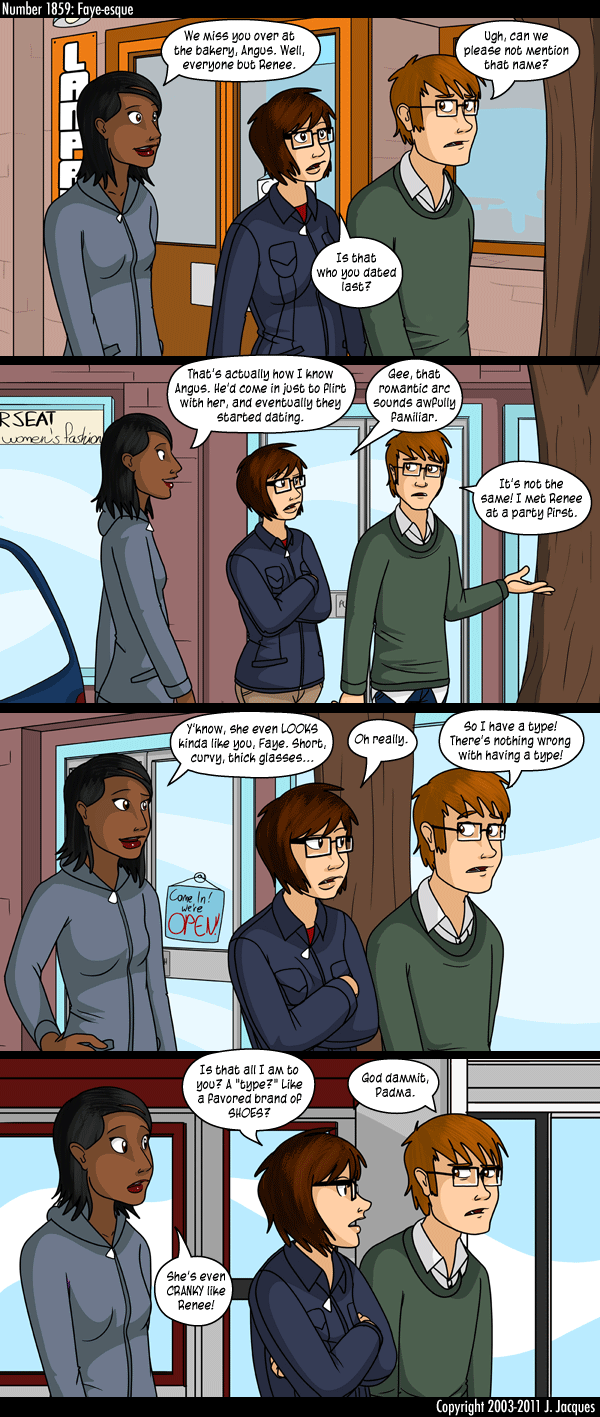 Number 1859: Faye-esque
We miss you over at
the bakery, Angus. Well,
everyone but Renee.
Ugh, can we
please not mention
that name?
Is that
who you dated
last?
That's actually how I know
Angus. He'd come in just to flirt
with her, and eventually they
started dating.
Gee, that
romantic arc
sounds awfully
familiar.
It's not the
same! I met Renee
at a party first.
RSEAT
women's fashion
Y'know, she even LOOKS
kinda like you, Faye. Short,
curvy, thick glasses...
Oh really.
So I have a type!
There's nothing wrong
with having a type!
Come In!
we're
OPEN!
Is that all I am to
you? A "type?" Like
a favored brand of
SHOES?
God dammit,
Padma.
She's even
CRANKY like
Renee!
Copyright 2003-2011 J. Jacques